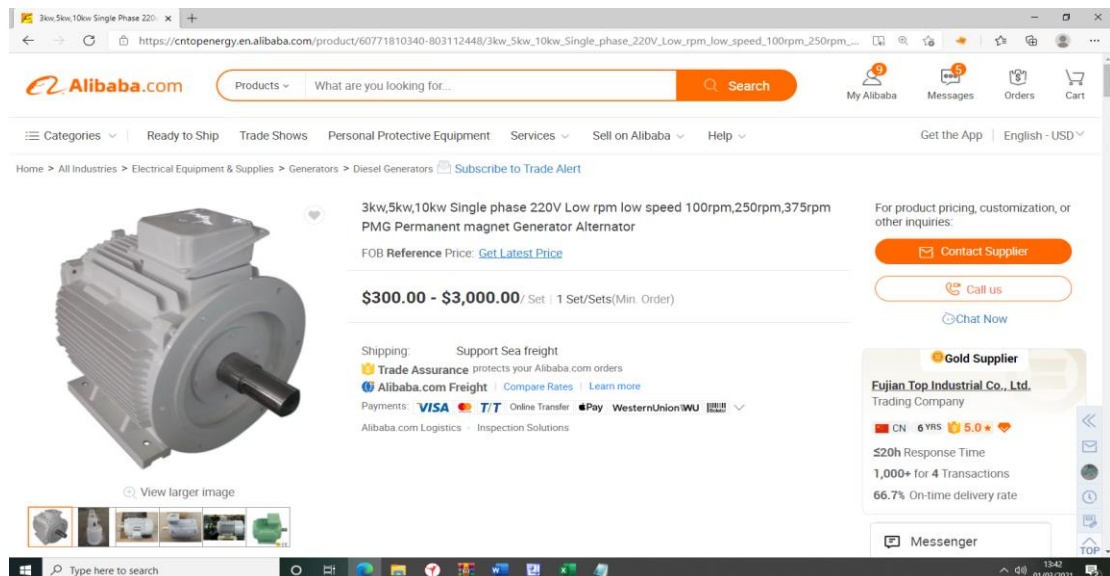 3kw,5kw,10kw Single Phase 220
https://cntopenergy.en.alibaba.com/product/60771810340-803112448/3kw_5kw_10kw_Single_phase_220V_Low_rpm_low_speed_100rpm_250rpm_...
Alibaba.com
Products
What are you looking for...
Search
9
My Alibaba
5
Messages
Orders
Cart
Categories
Ready to Ship
Trade Shows
Personal Protective Equipment
Services
Sell on Alibaba
Help
Get the App
English - USD
Home > All Industries > Electrical Equipment & Supplies > Generators > Diesel Generators
Subscribe to Trade Alert
3kw,5kw,10kw Single phase 220V Low rpm low speed 100rpm,250rpm,375rpm
PMG Permanent magnet Generator Alternator
FOB Reference Price: Get Latest Price
$300.00 - $3,000.00/ Set | 1 Set/Sets(Min. Order)
Shipping: Support Sea freight
Trade Assurance protects your Alibaba.com orders
Alibaba.com Freight | Compare Rates | Learn more
Payments: VISA T/T Online Transfer Pay WesternUnion WU
Alibaba.com Logistics - Inspection Solutions
View larger image
For product pricing, customization, or
other inquiries:
Contact Supplier
Call us
Chat Now
Gold Supplier
Fujian Top Industrial Co., Ltd.
Trading Company
CN 6 YRS 5.0
≤20h Response Time
1,000+ for 4 Transactions
66.7% On-time delivery rate
Messenger
TOP
Type here to search
13:42
01/03/2021